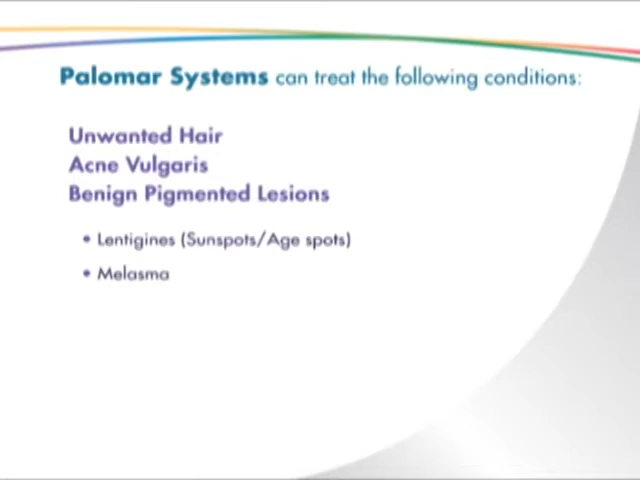 Palomar Systems can treat the following conditions:
Unwanted Hair
Acne Vulgaris
Benign Pigmented Lesions
• Lentigines (Sunspots/Age spots)
• Melasma